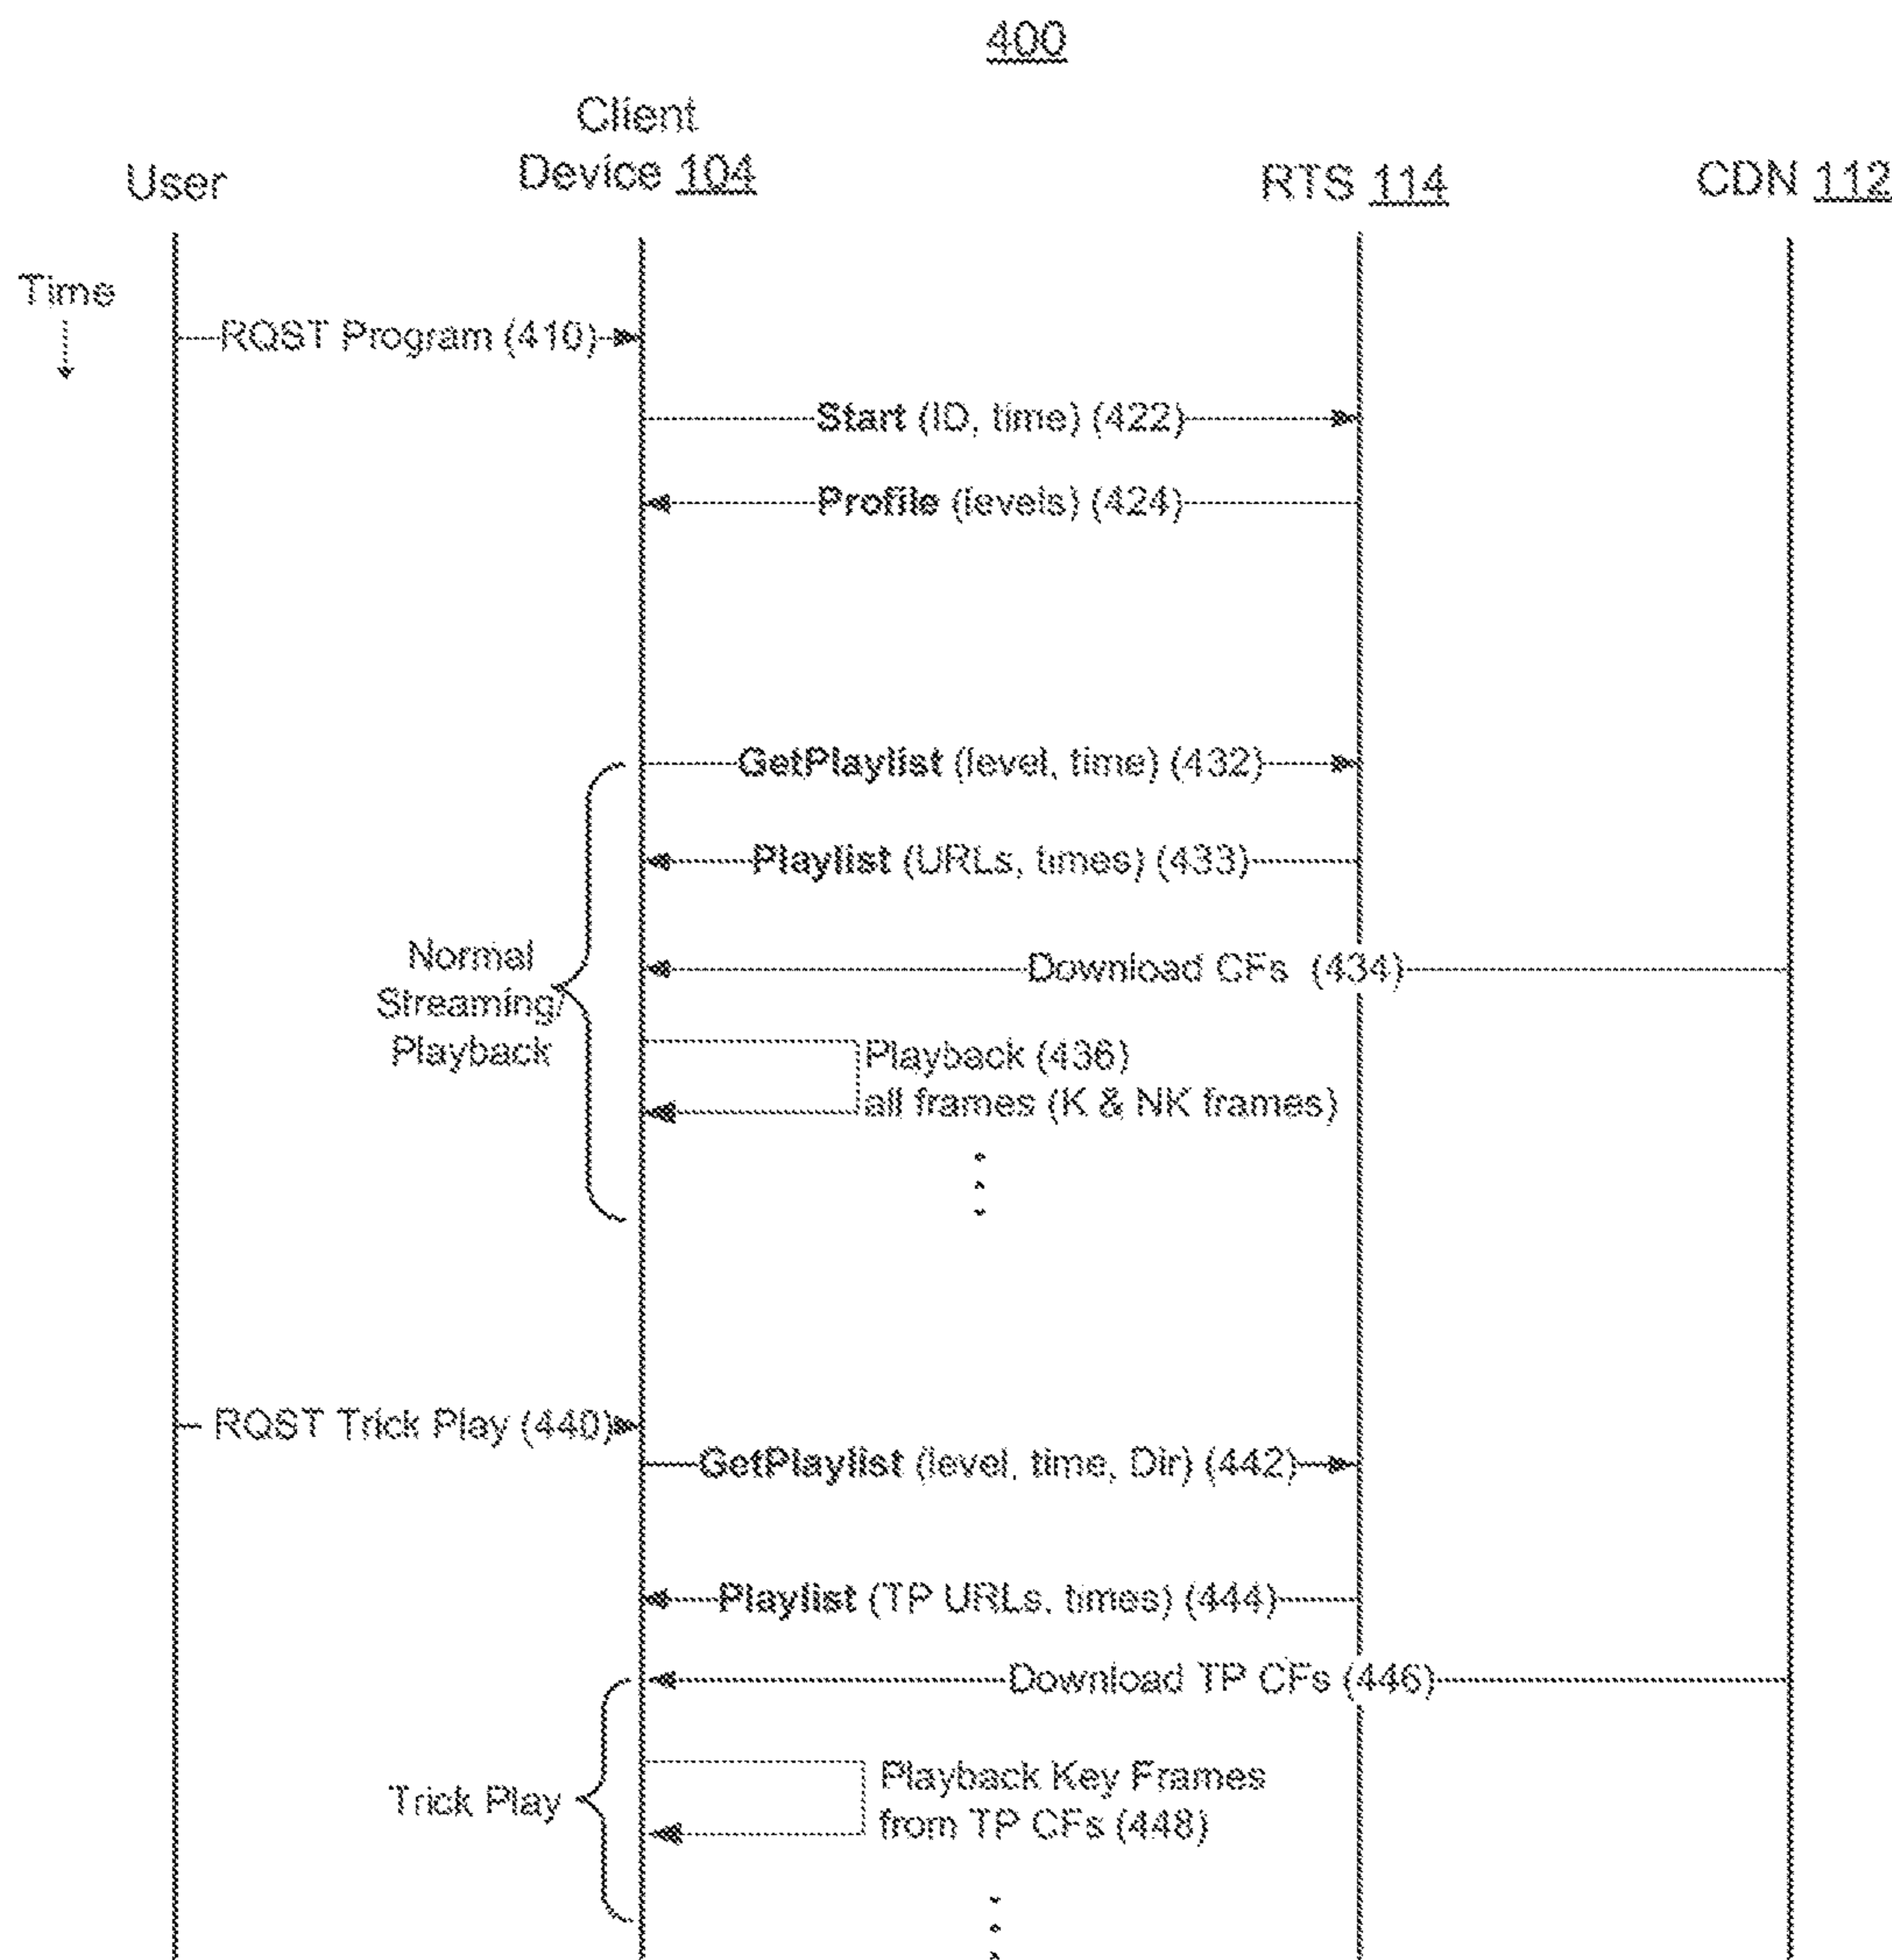 400
User
Client
Device 104
RTS 114
CDN 112
Time
RQST Program (410)
Start (ID, time) (422)
Profile (levels) (424)
GetPlaylist (level, time) (432)
Playlist (URLs, times) (433)
Download CFs (434)
Normal
Streaming/
Playback
Playback (436)
all frames (K & NK frames)
RQST Trick Play (440)
GetPlaylist (level, time, Dir) (442)
Playlist (TP URLs, times) (444)
Download TP CFs (446)
Trick Play
Playback Key Frames
from TP CFs (448)